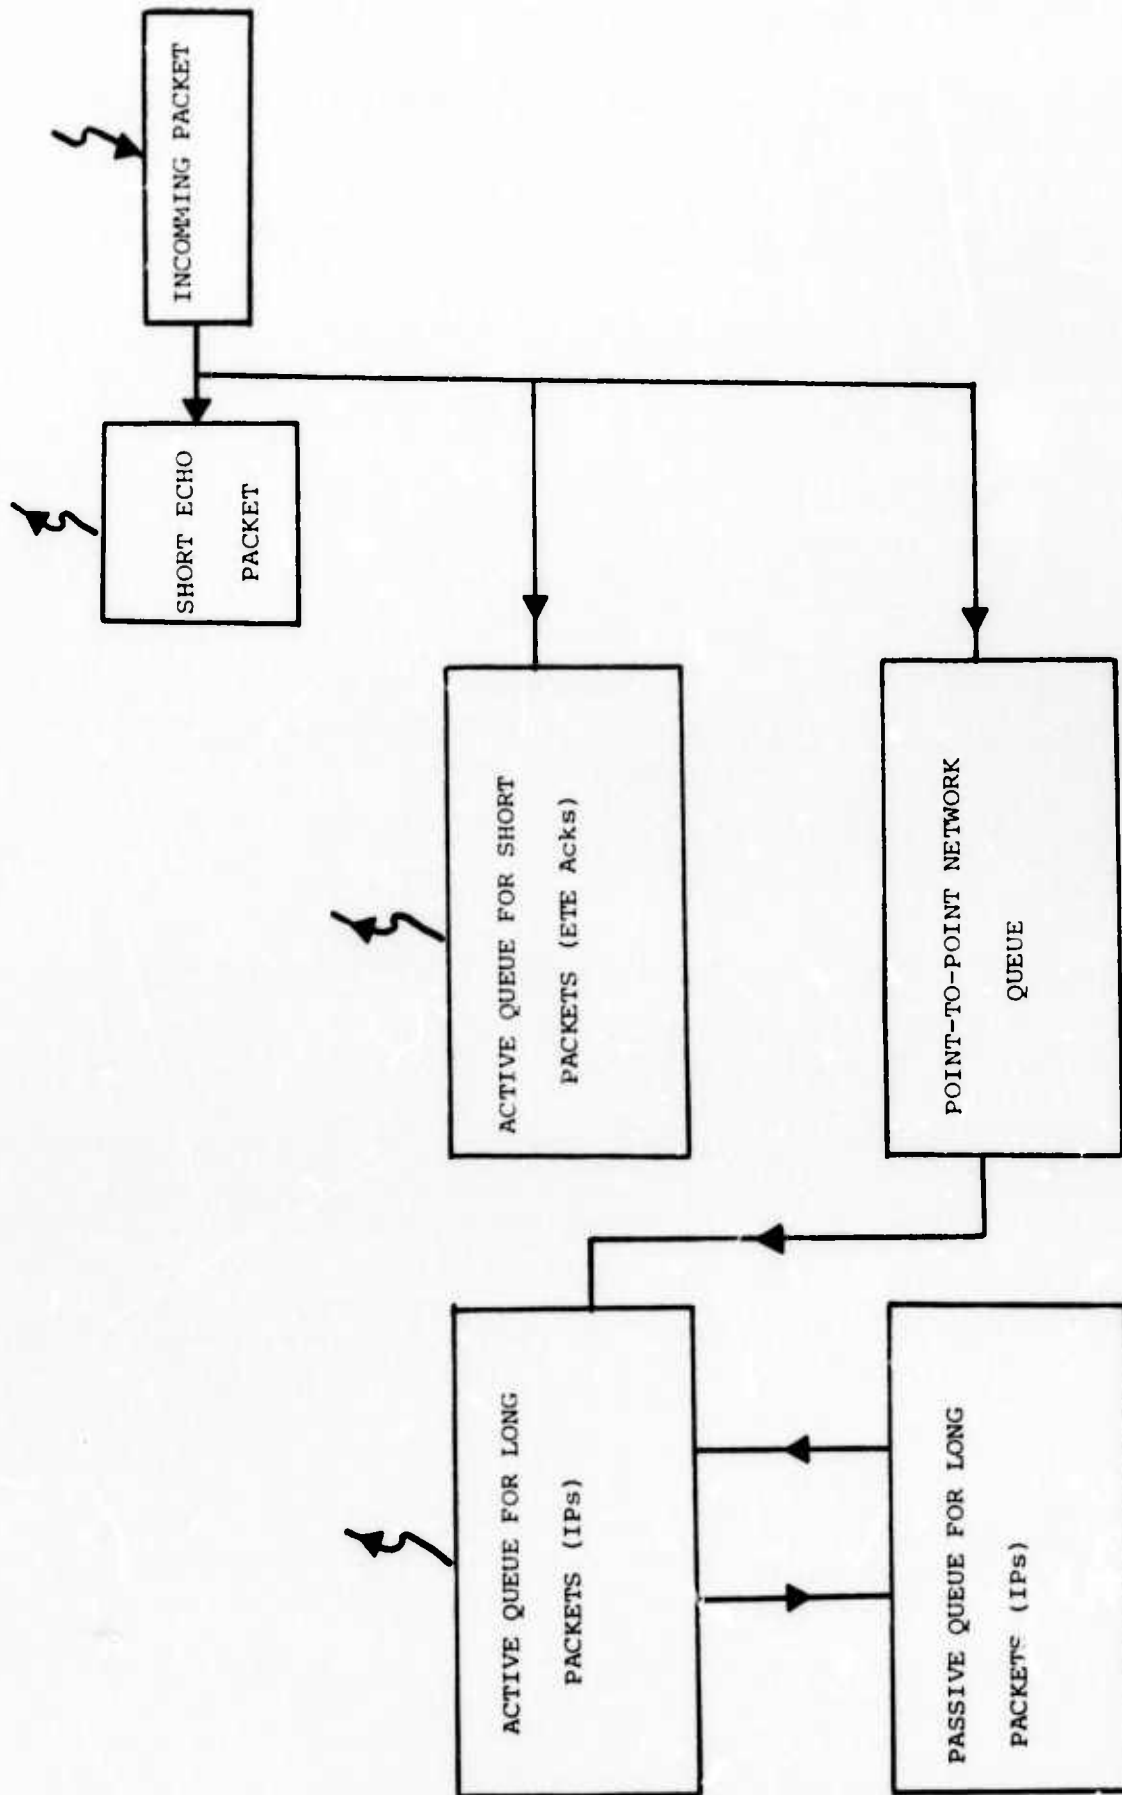 SHORT ECHO
PACKET
INCOMMING PACKET
ACTIVE QUEUE FOR LONG
PACKETS (IPs)
ACTIVE QUEUE FOR SHORT
PACKETS (ETE Acks)
PASSIVE QUEUE FOR LONG
PACKETS (IPs)
POINT-TO-POINT NETWORK
QUEUE